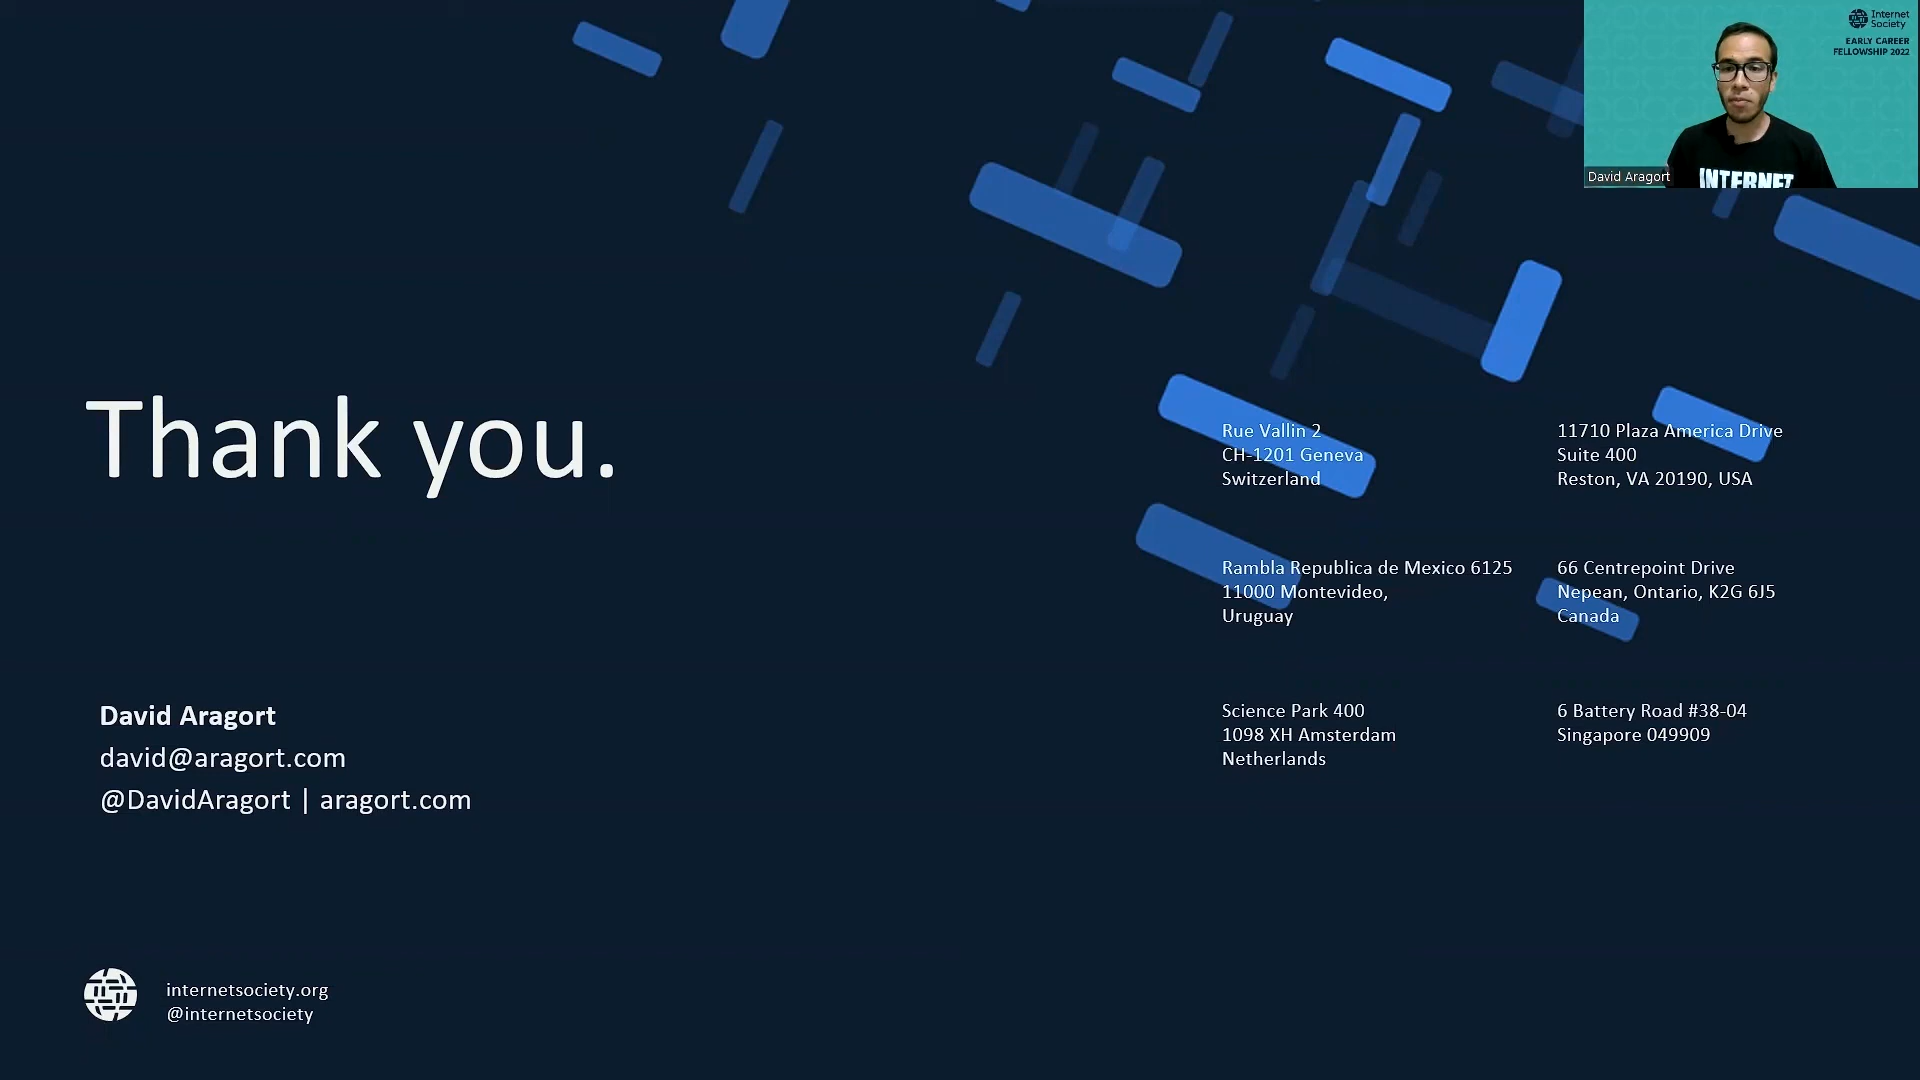 Internet
Society
EARLY CAREER
FELLOWSHIP 2022
INTERNET
David Aragort
Thank you.
Rue Vallin 2
CH-1201 Geneva
Switzerland
11710 Plaza America Drive
Suite 400
Reston, VA 20190, USA
Rambla Republica de Mexico 6125
11000 Montevideo,
Uruguay
66 Centrepoint Drive
Nepean, Ontario, K2G 6J5
Canada
Science Park 400
1098 XH Amsterdam
Netherlands
6 Battery Road #38-04
Singapore 049909
David Aragort
david@aragort.com
@DavidAragort | aragort.com
internetsociety.org
@internetsociety